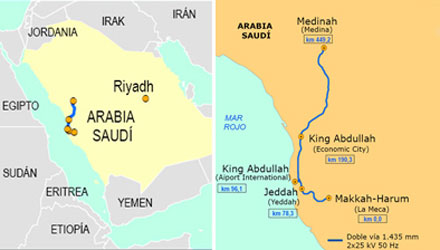 IRAK
IRÁN
JORDANIA
Riyadh
EGIPTO
ARABIA
SAUDÍ
SUDÁN
ERITREA
YEMEN
ETIOPÍA
ARABIA
SAUDÍ
Medinah
(Medina)
km 449,2
MAR
ROJO
King Abdullah
(Economic City)
km 190,3
King Abdullah
(Aiport International)
km 96,1
Jeddah
(Yeddah)
km 78,3
Makkah-Harum
(La Meca)
km 0,0
Doble vía 1.435 mm
2x25 kV 50 Hz